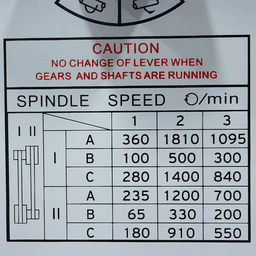 CAUTION
NO CHANGE OF LEVER WHEN
GEARS AND SHAFTS ARE RUNNING
SPINDLE SPEED /min
1 2 3
I II
I A 360 1810 1095
B 100 500 300
C 280 1400 840
II A 235 1200 700
B 65 330 200
C 180 910 550